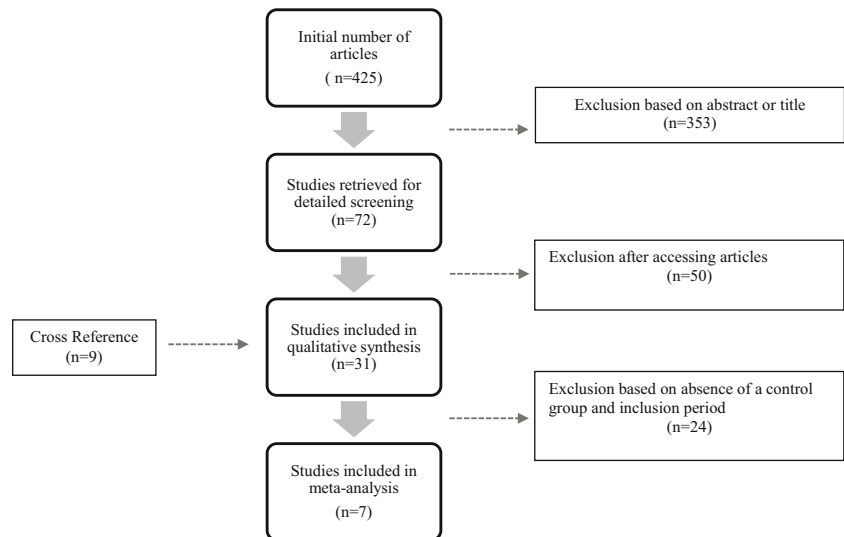 Initial number of
articles
( n=425)
Exclusion based on abstract or title
(n=353)
Studies retrieved for
detailed screening
(n=72)
Exclusion after accessing articles
(n=50)
Cross Reference
(n=9)
Studies included in
qualitative synthesis
(n=31)
Exclusion based on absence of a control
group and inclusion period
(n=24)
Studies included in
meta-analysis
(n=7)